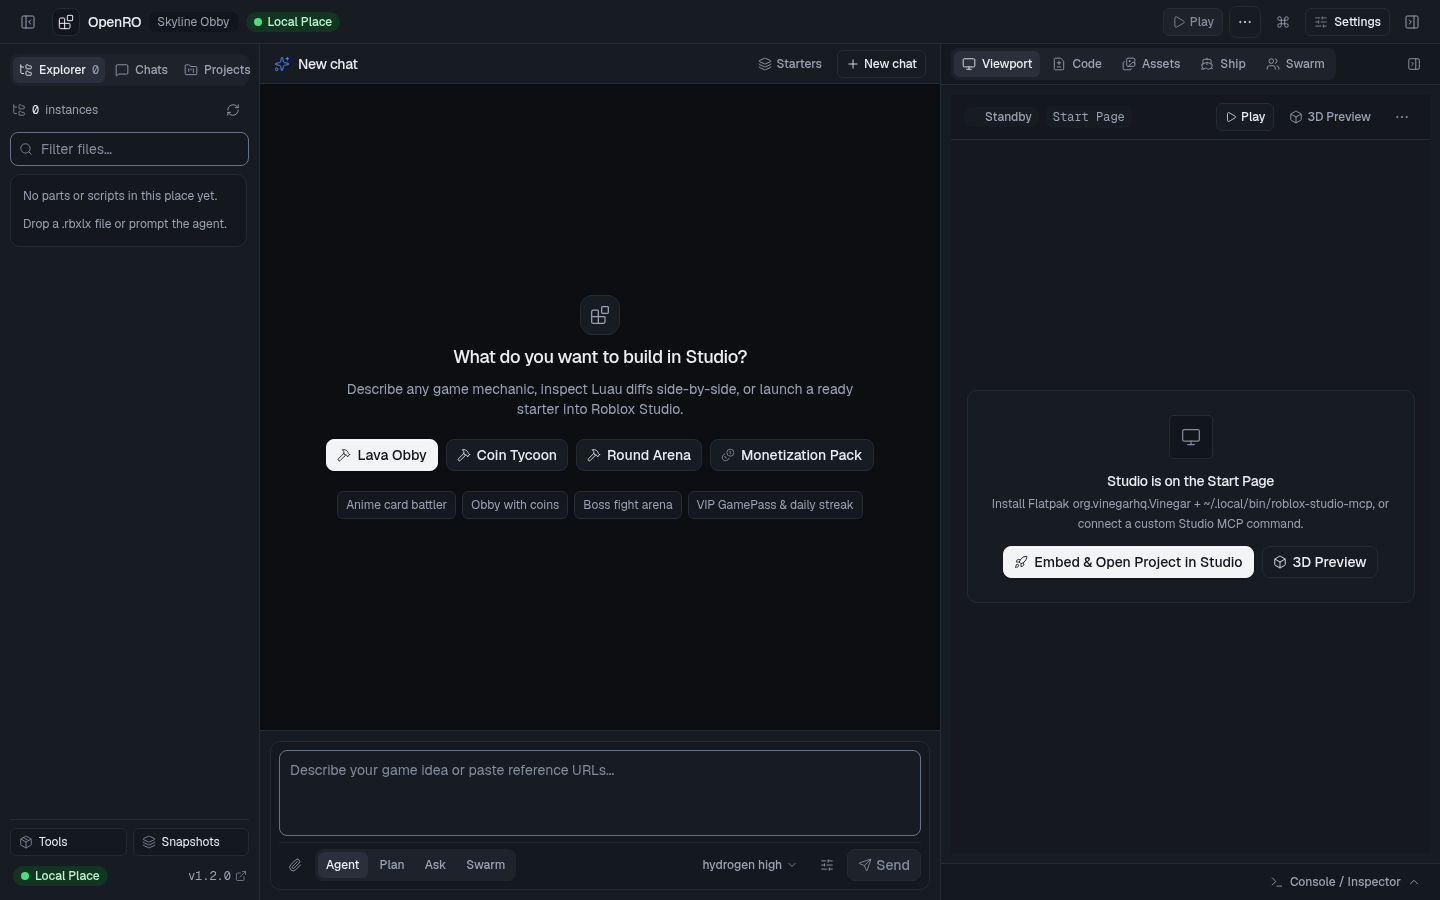 OpenRO Skyline Obby Local Place Play Settings
Explorer 0 Chats Projects
0 instances
Filter files...
No parts or scripts in this place yet.
Drop a .rbxlx file or prompt the agent.
Tools Snapshots
Local Place v1.2.0
New chat Starters New chat
What do you want to build in Studio?
Describe any game mechanic, inspect Luau diffs side-by-side, or launch a ready
starter into Roblox Studio.
Lava Obby Coin Tycoon Round Arena Monetization Pack
Anime card battler Obby with coins Boss fight arena VIP GamePass & daily streak
Describe your game idea or paste reference URLs...
Agent Plan Ask Swarm hydrogen high Send
Viewport Code Assets Ship Swarm
Standby Start Page Play 3D Preview
Studio is on the Start Page
Install Flatpak org.vinegarhq.Vinegar + ~/.local/bin/roblox-studio-mcp, or
connect a custom Studio MCP command.
Embed & Open Project in Studio 3D Preview
Console / Inspector